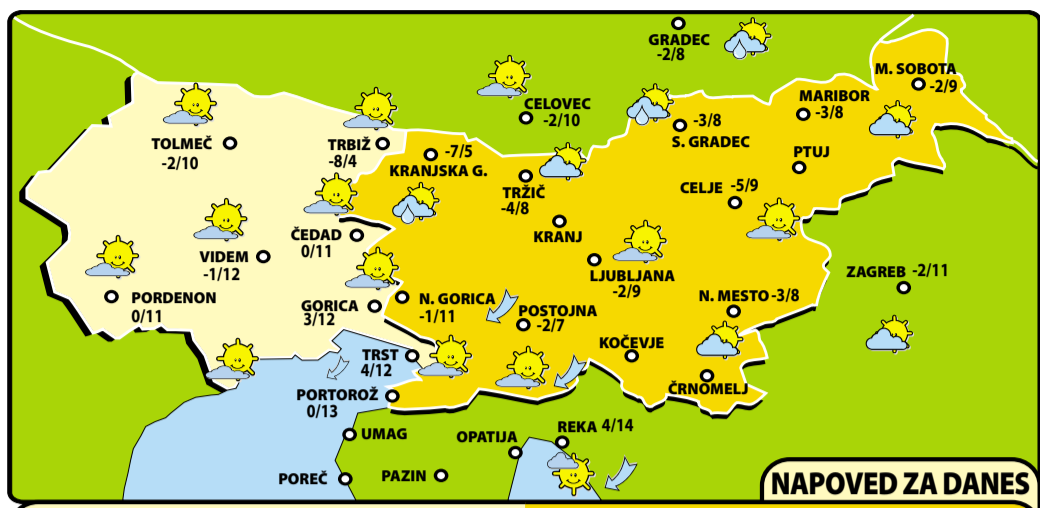 GRADEC
-2/8
M. SOBOTA
-2/9
CELOVEC
-2/10
MARIBOR
-3/8
-3/8
S. GRADEC
TOLMEČ
-2/10
TRBIŽ
-8/4
-7/5
KRANJSKA G.
PTUJ
TRŽIČ
-4/8
CELJE -5/9
KRANJ
ČEDAD
0/11
VIDEM
-1/12
LJUBLJANA
-2/9
ZAGREB -2/11
PORDENON
0/11
GORICA
3/12
N. GORICA
-1/11
POSTOJNA
-2/7
N. MESTO -3/8
KOČEVJE
TRST
4/12
ČRNOMELJ
PORTOROŽ
0/13
UMAG
OPATIJA
REKA 4/14
POREČ
PAZIN
NAPOVED ZA DANES